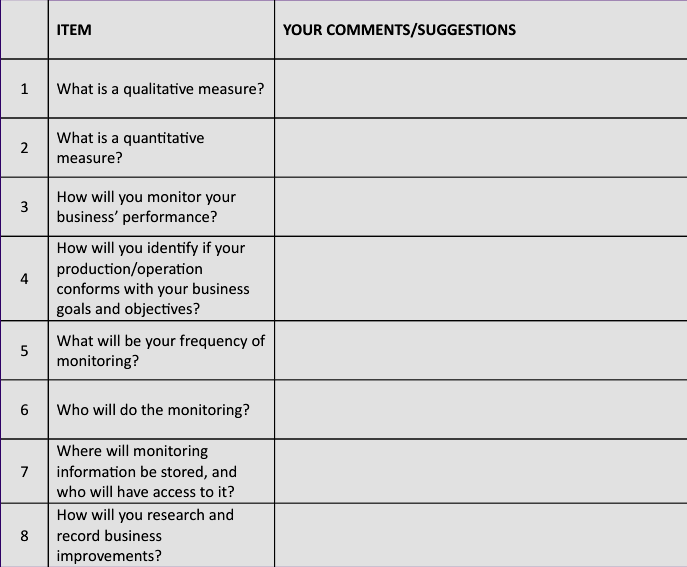 ITEM
YOUR COMMENTS/SUGGESTIONS
1
What is a qualitative measure?
2
What is a quantitative
measure?
3
How will you monitor your
business’ performance?
4
How will you identify if your
production/operation
conforms with your business
goals and objectives?
5
What will be your frequency of
monitoring?
6
Who will do the monitoring?
7
Where will monitoring
information be stored, and
who will have access to it?
8
How will you research and
record business
improvements?